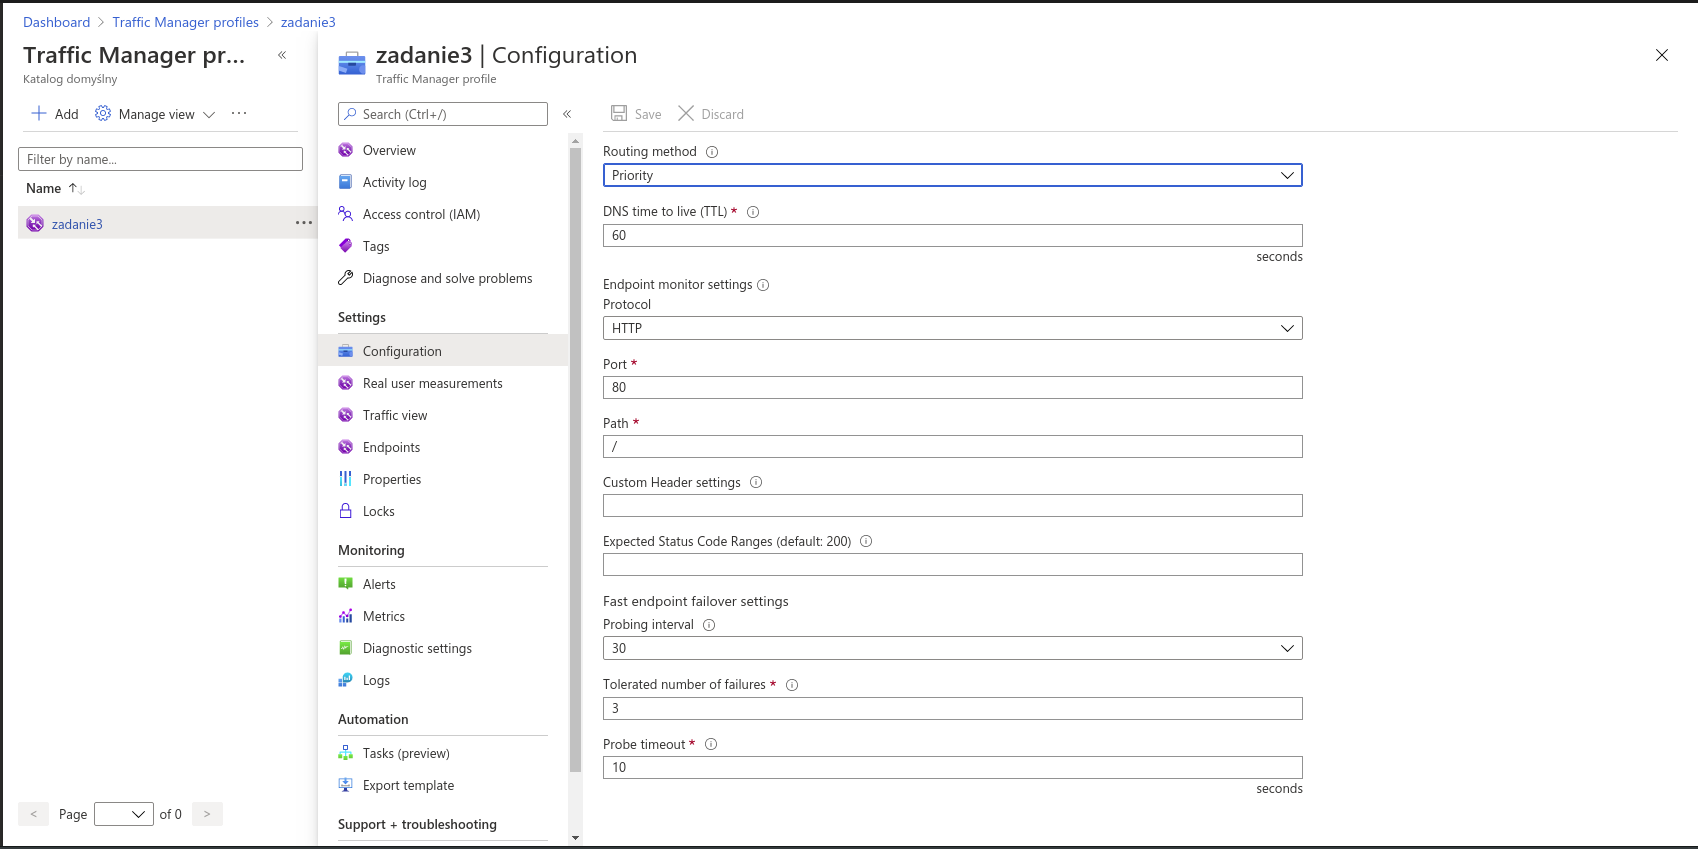 Dashboard > Traffic Manager profiles > zadanie3
Traffic Manager pr... «
Katalog domyślny
+ Add Manage view ···
Filter by name...
Name ↑↓
zadanie3 ···
< Page of 0 >
zadanie3 | Configuration
Traffic Manager profile
Search (Ctrl+/) «
Overview
Activity log
Access control (IAM)
Tags
Diagnose and solve problems
Settings
Configuration
Real user measurements
Traffic view
Endpoints
Properties
Locks
Monitoring
Alerts
Metrics
Diagnostic settings
Logs
Automation
Tasks (preview)
Export template
Support + troubleshooting
Save Discard
Routing method
Priority
DNS time to live (TTL) *
60
seconds
Endpoint monitor settings
Protocol
HTTP
Port *
80
Path *
/
Custom Header settings
Expected Status Code Ranges (default: 200)
Fast endpoint failover settings
Probing interval
30
Tolerated number of failures *
3
Probe timeout *
10
seconds